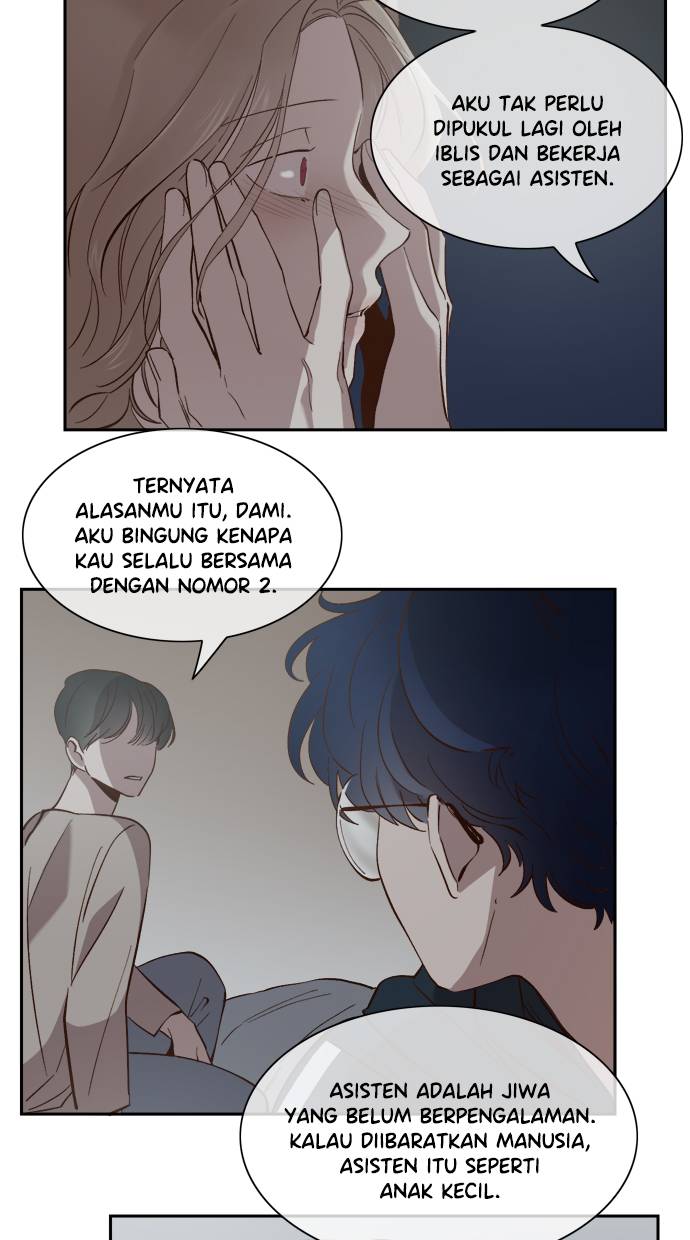 AKU TAK PERLU
DIPUKUL LAGI OLEH
IBLIS DAN BEKERJA
SEBAGAI ASISTEN.
TERNYATA
ALASANMU ITU, DAMI.
AKU BINGUNG KENAPA
KAU SELALU BERSAMA
DENGAN NOMOR 2.
ASISTEN ADALAH JIWA
YANG BELUM BERPENGALAMAN.
KALAU DIIBARATKAN MANUSIA,
ASISTEN ITU SEPERTI
ANAK KECIL.